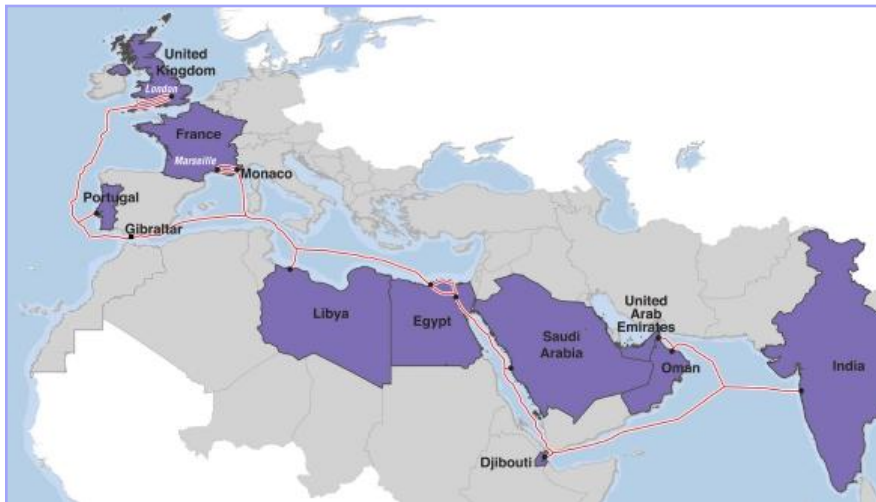 United
Kingdom
London
France
Marseille
Monaco
Portugal
Gibraltar
Libya
Egypt
Saudi
Arabia
United
Arab
Emirates
Oman
India
Djibouti